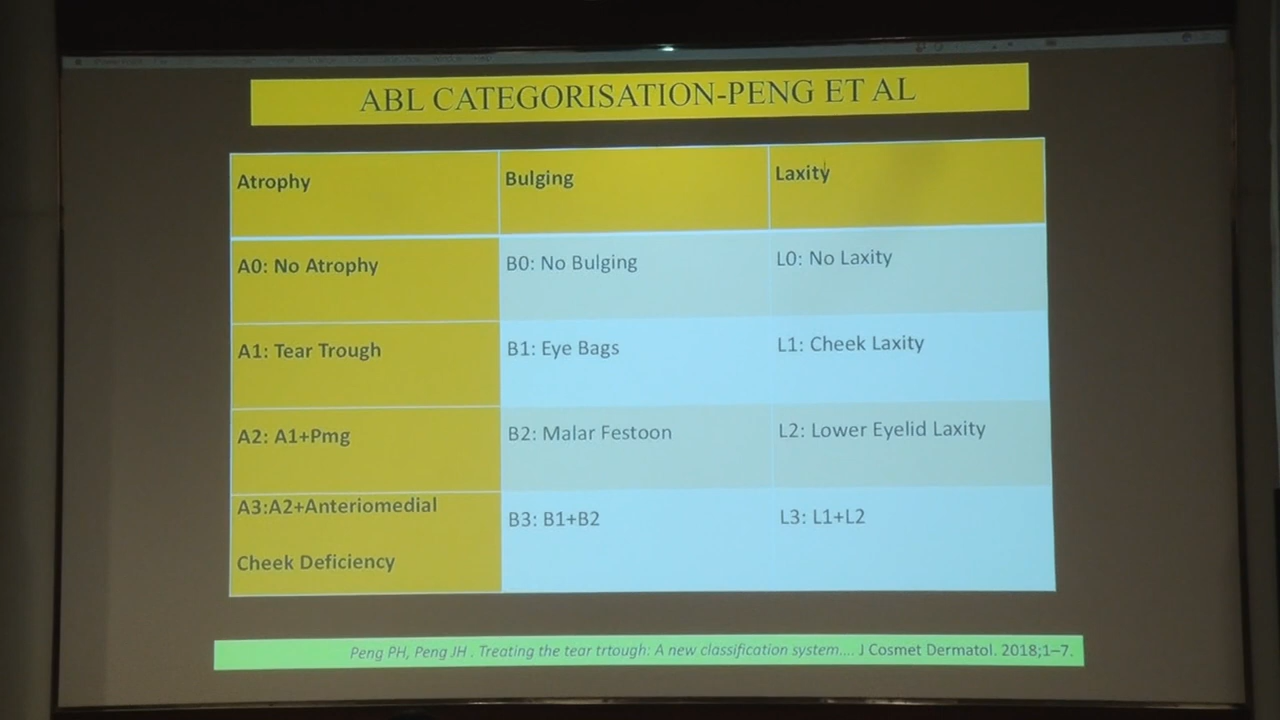 ABL CATEGORISATION-PENG ET AL
Atrophy Bulging Laxity
A0: No Atrophy B0: No Bulging L0: No Laxity
A1: Tear Trough B1: Eye Bags L1: Cheek Laxity
A2: A1+Pmg B2: Malar Festoon L2: Lower Eyelid Laxity
A3:A2+Anteriomedial B3: B1+B2 L3: L1+L2
Cheek Deficiency
Peng PH, Peng JH . Treating the tear trtough: A new classification system.... J Cosmet Dermatol. 2018;1–7.